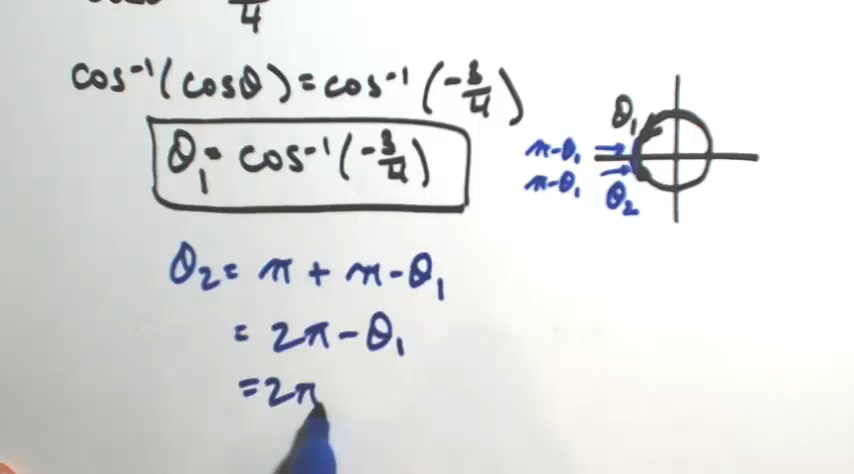 4
cos⁻¹(cosθ)=cos⁻¹(-3/4)
θ₁=cos⁻¹(-3/4)
θ₁
π-θ₁
π-θ₁
θ₂
θ₂= π + π-θ₁
= 2π-θ₁
=2π